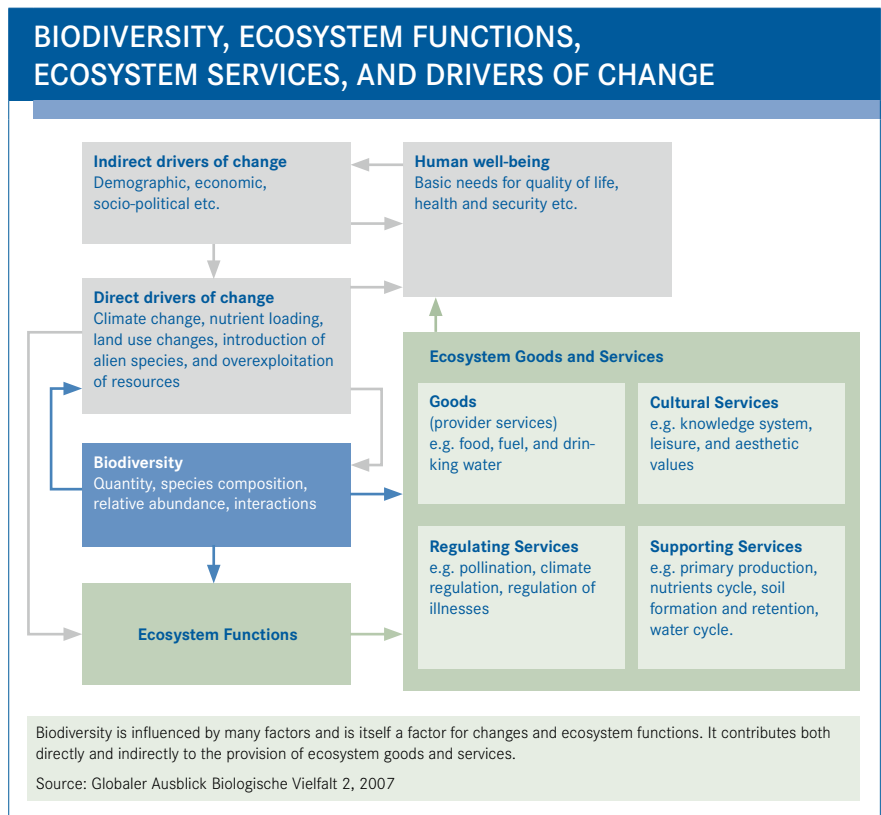 BIODIVERSITY, ECOSYSTEM FUNCTIONS,
ECOSYSTEM SERVICES, AND DRIVERS OF CHANGE
Indirect drivers of change
Demographic, economic,
socio-political etc.
Human well-being
Basic needs for quality of life,
health and security etc.
Direct drivers of change
Climate change, nutrient loading,
land use changes, introduction of
alien species, and overexploitation
of resources
Biodiversity
Quantity, species composition,
relative abundance, interactions
Ecosystem Functions
Ecosystem Goods and Services
Goods
(provider services)
e.g. food, fuel, and drin-
king water
Cultural Services
e.g. knowledge system,
leisure, and aesthetic
values
Regulating Services
e.g. pollination, climate
regulation, regulation of
illnesses
Supporting Services
e.g. primary production,
nutrients cycle, soil
formation and retention,
water cycle.
Biodiversity is influenced by many factors and is itself a factor for changes and ecosystem functions. It contributes both
directly and indirectly to the provision of ecosystem goods and services.
Source: Globaler Ausblick Biologische Vielfalt 2, 2007